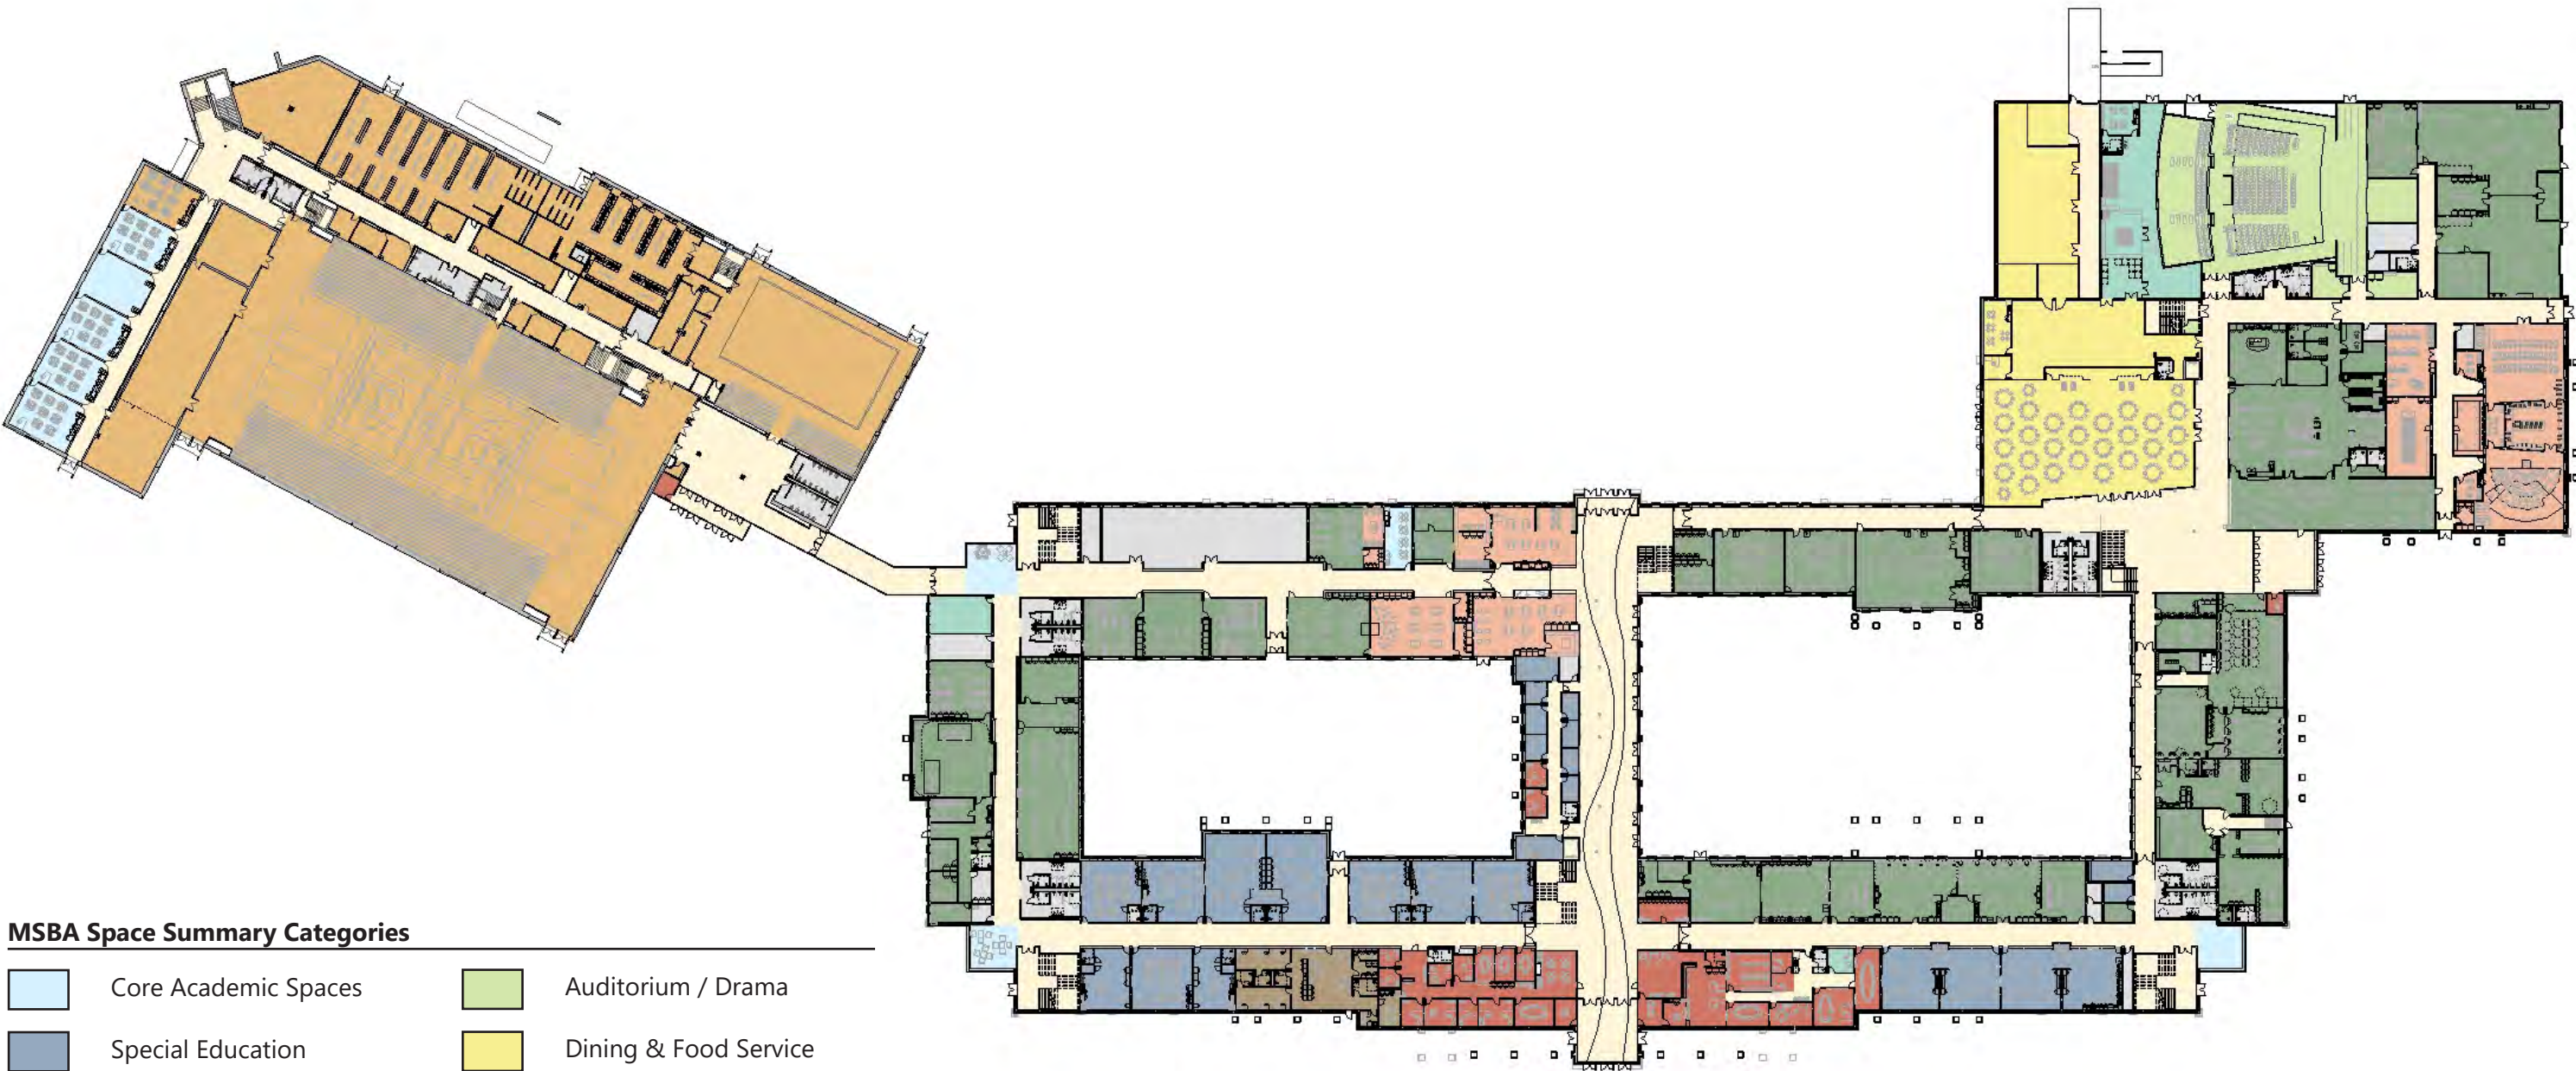 MSBA Space Summary Categories
Core Academic Spaces
Auditorium / Drama
Special Education
Dining & Food Service